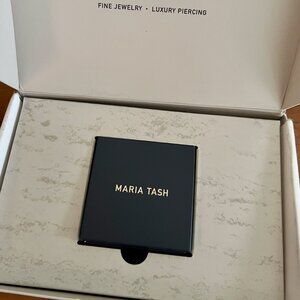 FINE JEWELRY • LUXURY PIERCING
MARIA TASH